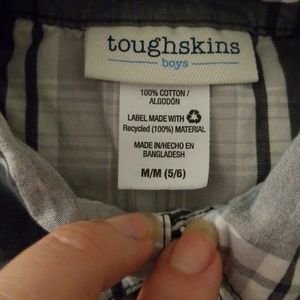 toughskins
boys
100% COTTON /
ALGODÓN
LABEL MADE WITH
Recycled (100%) MATERIAL
MADE IN/HECHO EN
BANGLADESH
M/M (5/6)